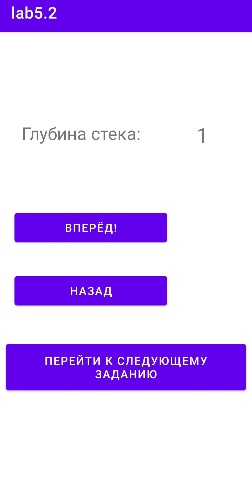 lab5.2
Глубина стека: 1
ВПЕРЁД!
НАЗАД
ПЕРЕЙТИ К СЛЕДУЮЩЕМУ
ЗАДАНИЮ